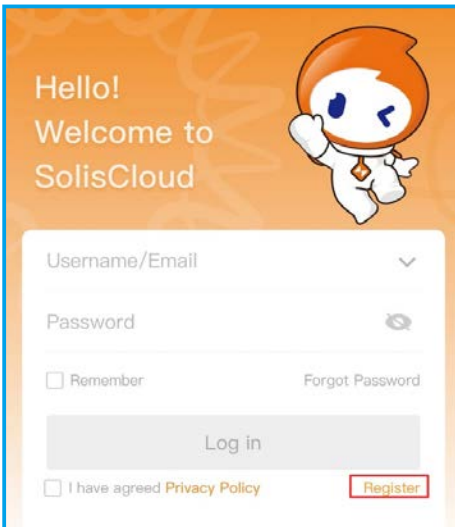 Hello!
Welcome to
SolisCloud
Username/Email
Password
Remember Forgot Password
Log in
I have agreed Privacy Policy Register